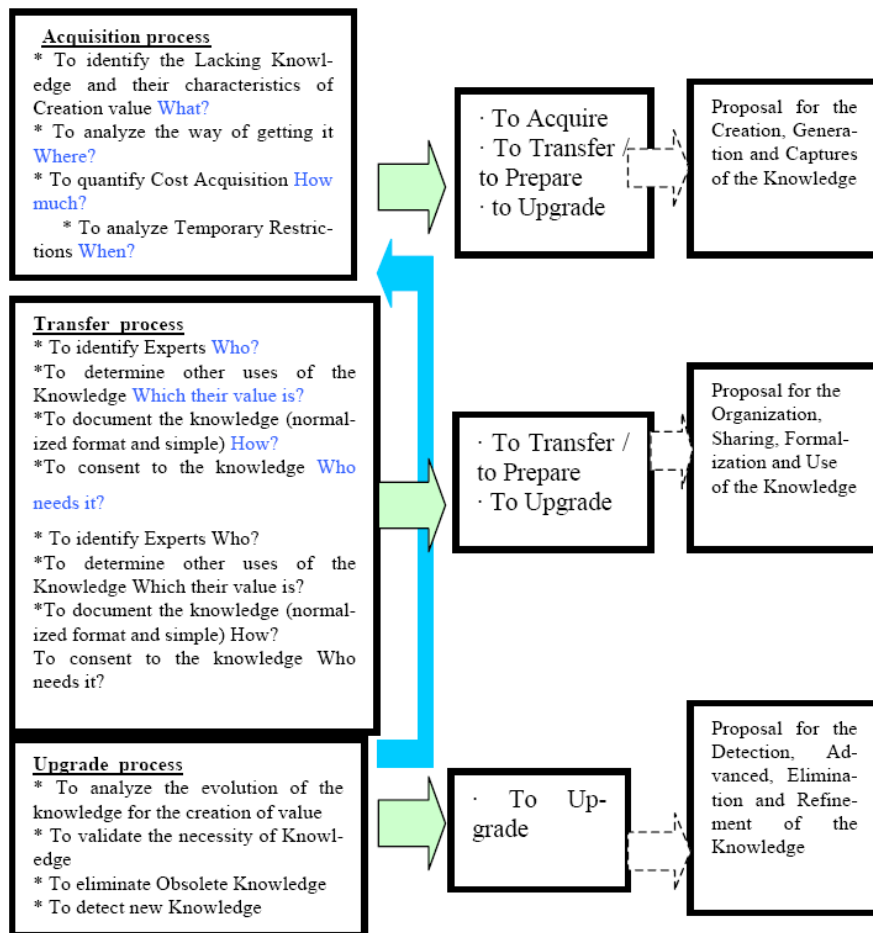 Acquisition process
* To identify the Lacking Knowl-
edge and their characteristics of
Creation value What?
* To analyze the way of getting it
Where?
* To quantify Cost Acquisition How
much?
* To analyze Temporary Restric-
tions When?
· To Acquire
· To Transfer /
to Prepare
· to Upgrade
Proposal for the
Creation, Genera-
tion and Captures
of the Knowledge
Transfer process
* To identify Experts Who?
*To determine other uses of the
Knowledge Which their value is?
*To document the knowledge (normal-
ized format and simple) How?
*To consent to the knowledge Who
needs it?
* To identify Experts Who?
*To determine other uses of the
Knowledge Which their value is?
*To document the knowledge (normal-
ized format and simple) How?
To consent to the knowledge Who
needs it?
· To Transfer /
to Prepare
· To Upgrade
Proposal for the
Organization,
Sharing, Formal-
ization and Use
of the Knowledge
Upgrade process
* To analyze the evolution of the
knowledge for the creation of value
* To validate the necessity of Knowl-
edge
* To eliminate Obsolete Knowledge
* To detect new Knowledge
· To Up-
grade
Proposal for the
Detection, Ad-
vanced, Elimina-
tion and Refine-
ment of the
Knowledge